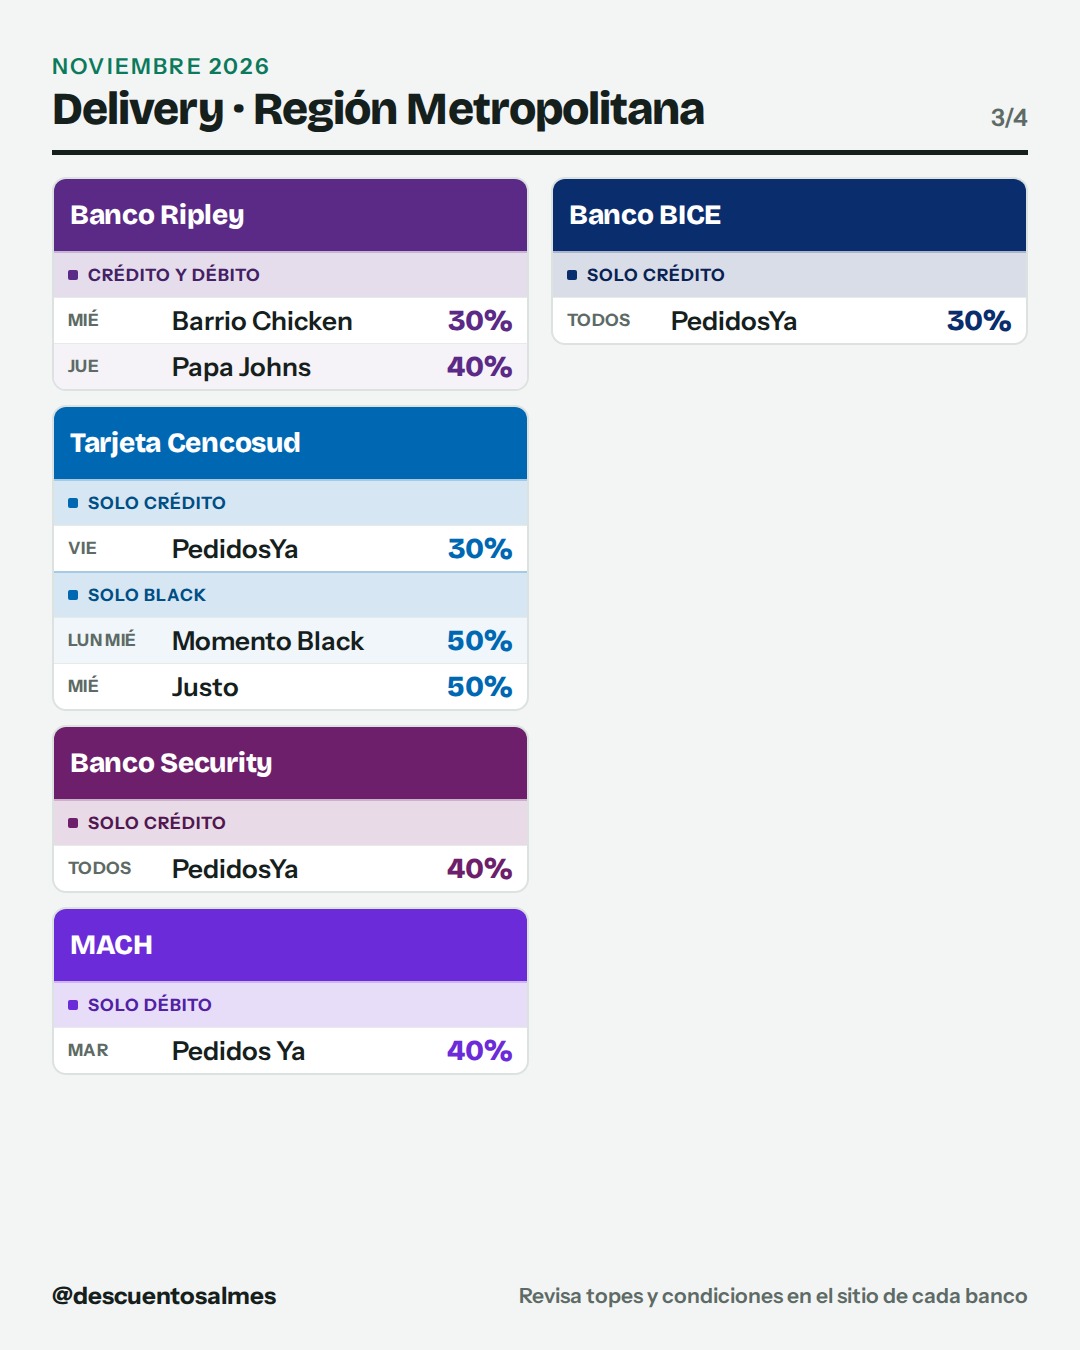 NOVIEMBRE 2026
Delivery · Región Metropolitana
3/4
Banco Ripley
CRÉDITO Y DÉBITO
MIÉ Barrio Chicken 30%
JUE Papa Johns 40%
Tarjeta Cencosud
SOLO CRÉDITO
VIE PedidosYa 30%
SOLO BLACK
LUN MIÉ Momento Black 50%
MIÉ Justo 50%
Banco Security
SOLO CRÉDITO
TODOS PedidosYa 40%
MACH
SOLO DÉBITO
MAR Pedidos Ya 40%
Banco BICE
SOLO CRÉDITO
TODOS PedidosYa 30%
@descuentosalmes
Revisa topes y condiciones en el sitio de cada banco